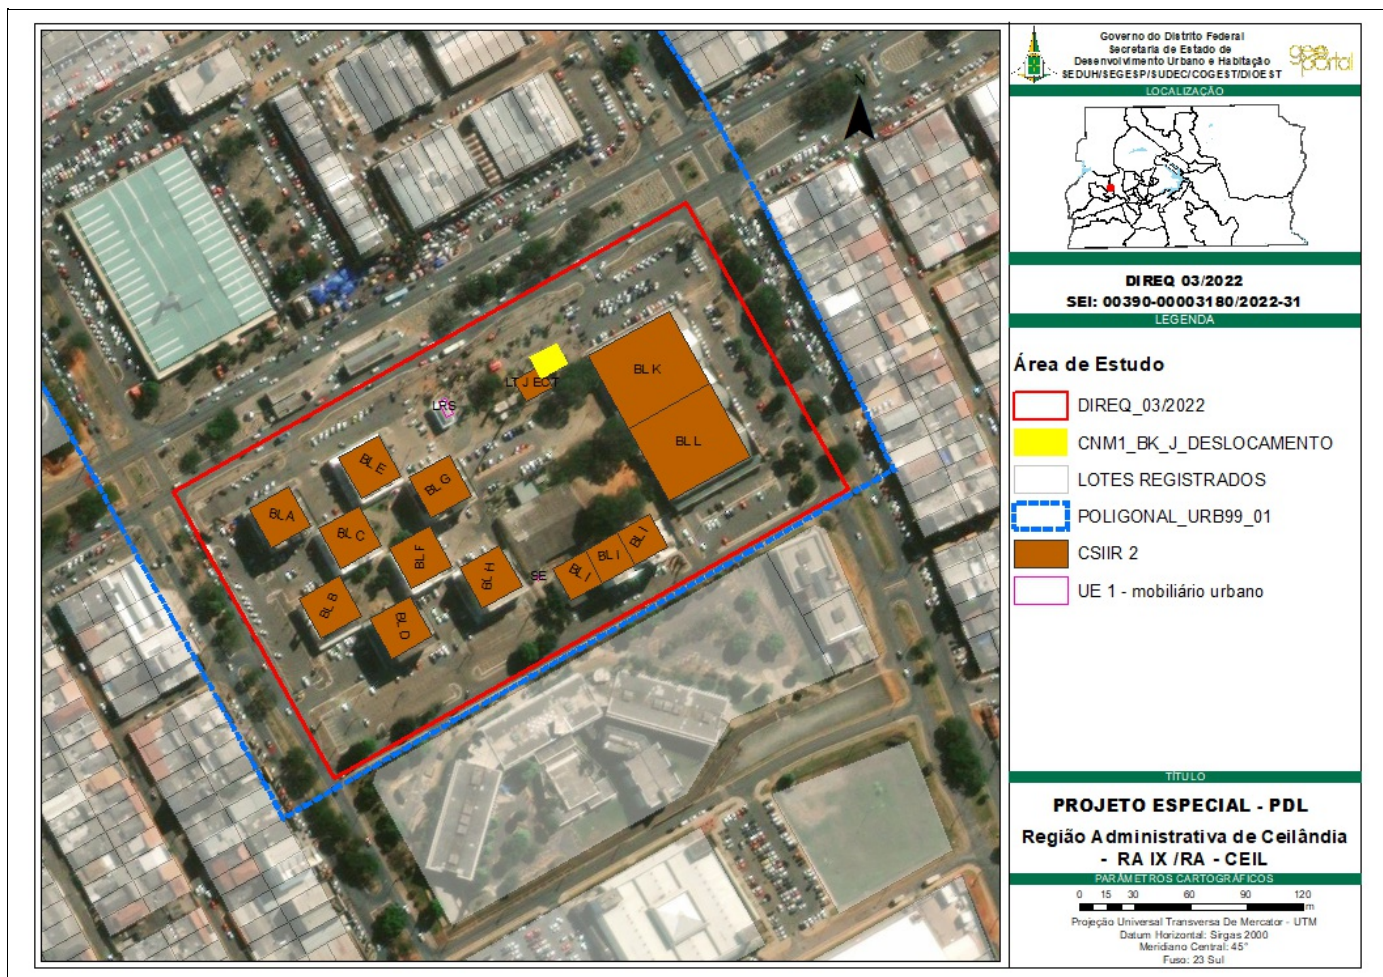 N
BL K
BL L
LT J ECT
LRS
BL E
BL G
BL A
BL C
BL F
BL H
SE
BL I
BL I
BL I
BL B
BL D
Governo do Distrito Federal
Secretaria de Estado de
Desenvolvimento Urbano e Habitação
SEDUH/SEGESP/SUDEC/COGEST/DIOEST
geo
portal
LOCALIZAÇÃO
DIREQ 03/2022
SEI: 00390-00003180/2022-31
LEGENDA
Área de Estudo
DIREQ_03/2022
CNM1_BK_J_DESLOCAMENTO
LOTES REGISTRADOS
POLIGONAL_URB99_01
CSIIR 2
UE 1 - mobiliário urbano
TÍTULO
PROJETO ESPECIAL - PDL
Região Administrativa de Ceilândia
- RA IX /RA - CEIL
PARÂMETROS CARTOGRÁFICOS
0 15 30 60 90 120
m
Projeção Universal Transversa De Mercator - UTM
Datum Horizontal: Sirgas 2000
Meridiano Central: 45°
Fuso: 23 Sul